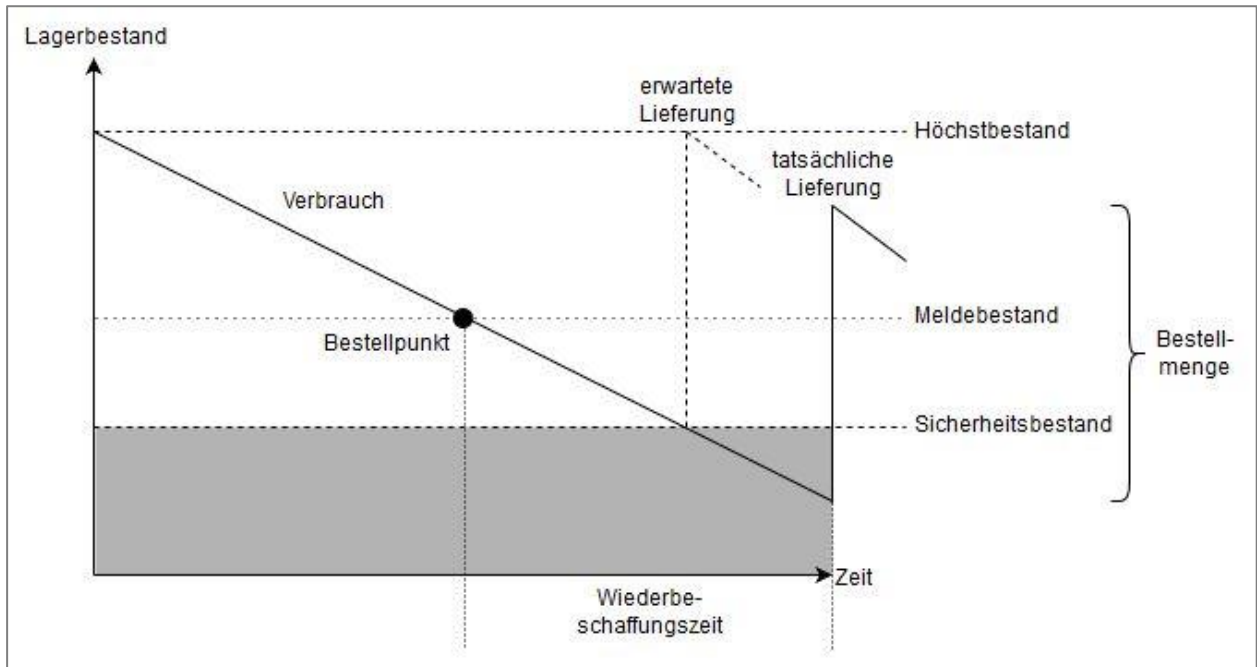 Lagerbestand
erwartete
Lieferung
Höchstbestand
tatsächliche
Lieferung
Verbrauch
Meldebestand
Bestellpunkt
Bestell-
menge
Sicherheitsbestand
Zeit
Wiederbe-
schaffungszeit